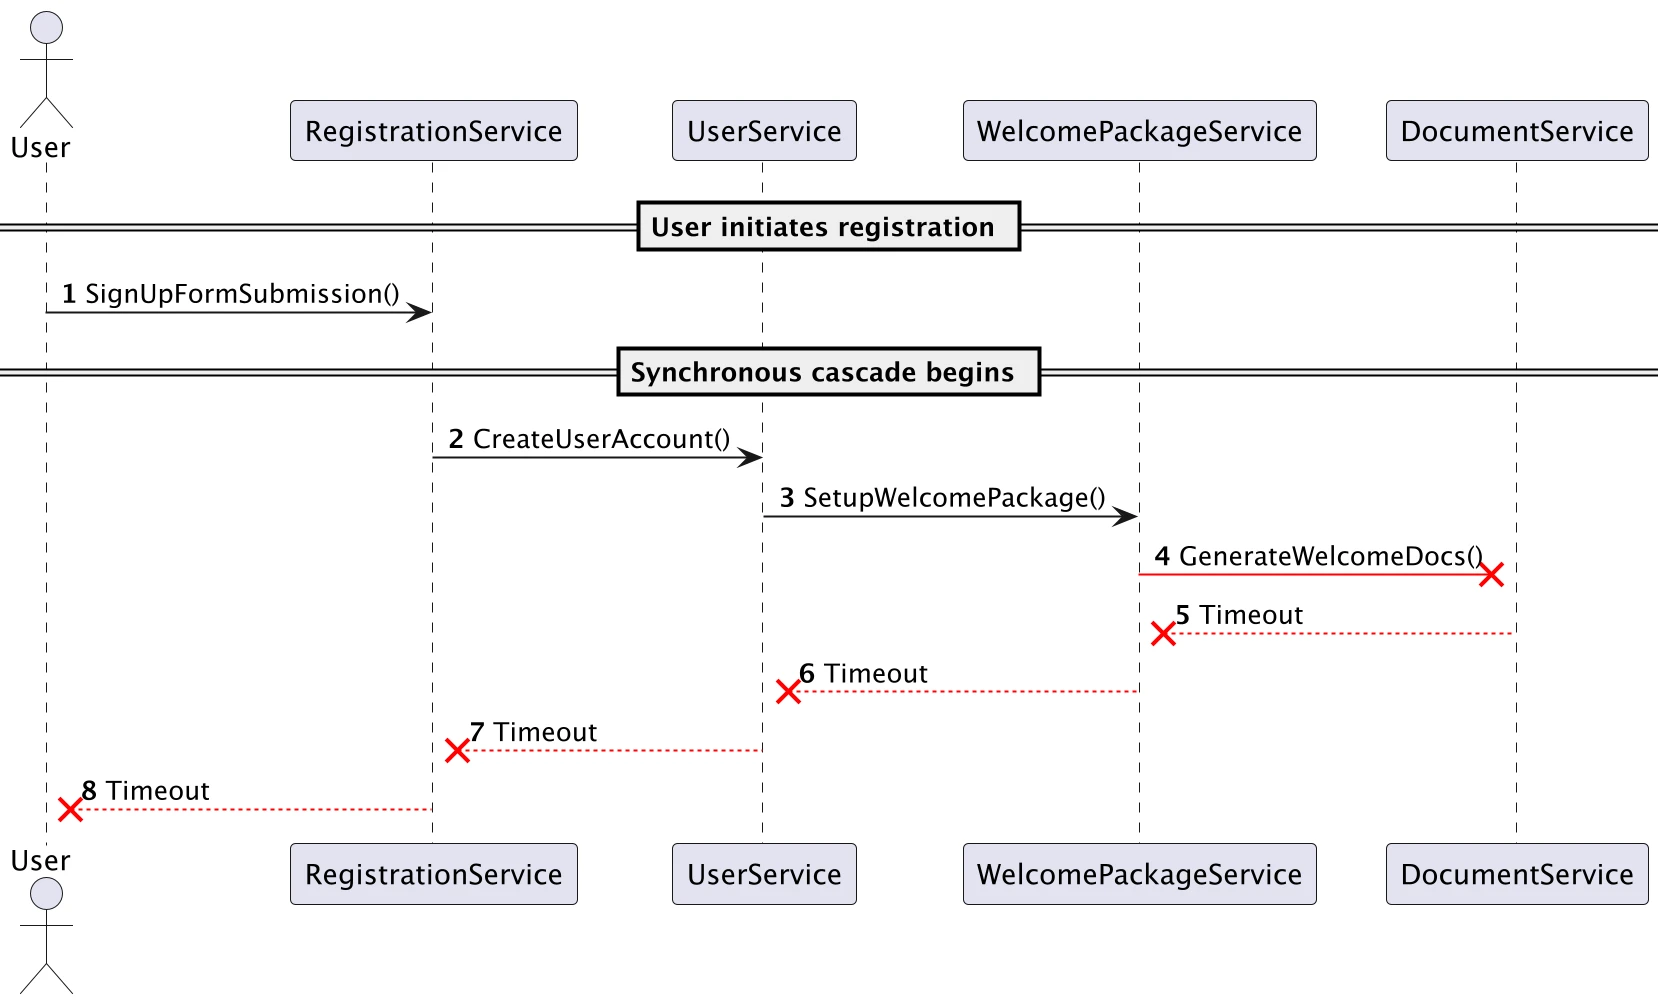 User
RegistrationService
UserService
WelcomePackageService
DocumentService
User initiates registration
1 SignUpFormSubmission()
Synchronous cascade begins
2 CreateUserAccount()
3 SetupWelcomePackage()
4 GenerateWelcomeDocs()
5 Timeout
6 Timeout
7 Timeout
8 Timeout
User
RegistrationService
UserService
WelcomePackageService
DocumentService